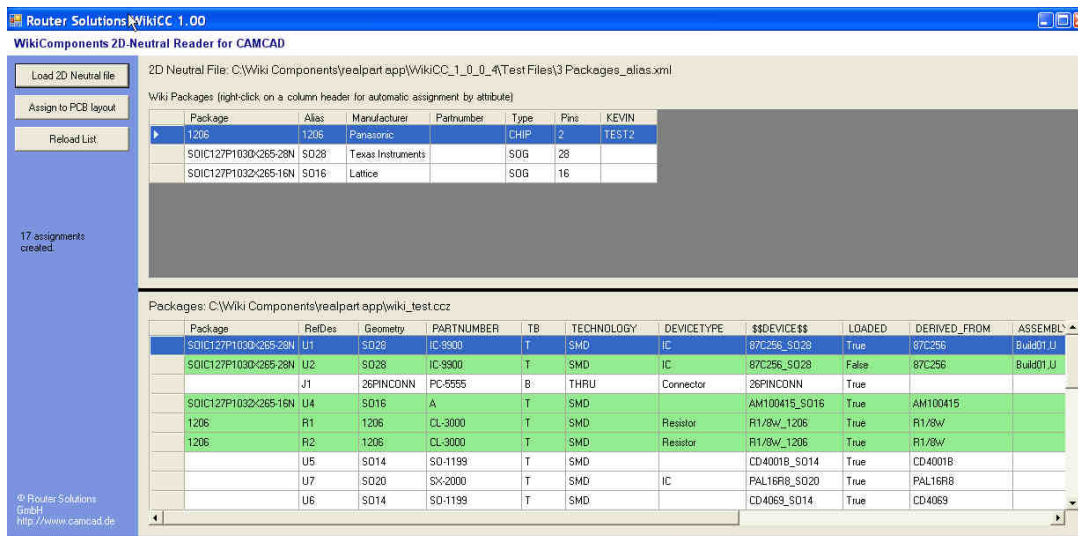 Router Solutions WikiCC 1.00
WikiComponents 2D-Neutral Reader for CAMCAD
Load 2D Neutral file
Assign to PCB layout
Reload List
17 assignments
created.
© Router Solutions
GmbH
http://www.camcad.de
2D Neutral File: C:\Wiki Components\realpart app\WikiCC_1_0_0_4\Test Files\3 Packages_alias.xml
Wiki Packages (right-click on a column header for automatic assignment by attribute)
Package Alias Manufacturer Partnumber Type Pins KEVIN
1206 1206 Panasonic CHIP 2 TEST2
SOIC127P1030X265-28N SO28 Texas Instruments SOG 28
SOIC127P1032X265-16N SO16 Lattice SOG 16
Packages: C:\Wiki Components\realpart app\wiki_test.ccz
Package RefDes Geometry PARTNUMBER TB TECHNOLOGY DEVICETYPE $$DEVICE$$ LOADED DERIVED_FROM ASSEMBLY
SOIC127P1030X265-28N U1 SO28 IC-9900 T SMD IC 87C256_SO28 True 87C256 Build01,U
SOIC127P1030X265-28N U2 SO28 IC-9900 T SMD IC 87C256_SO28 False 87C256 Build01,U
J1 26PINCONN PC-5555 B THRU Connector 26PINCONN True
SOIC127P1032X265-16N U4 SO16 A T SMD AM100415_SO16 True AM100415
1206 R1 1206 CL-3000 T SMD Resistor R1/8W_1206 True R1/8W
1206 R2 1206 CL-3000 T SMD Resistor R1/8W_1206 True R1/8W
U5 SO14 SO-1199 T SMD CD4001B_SO14 True CD4001B
U7 SO20 SX-2000 T SMD IC PAL16R8_SO20 True PAL16R8
U6 SO14 SO-1199 T SMD CD4069_SO14 True CD4069